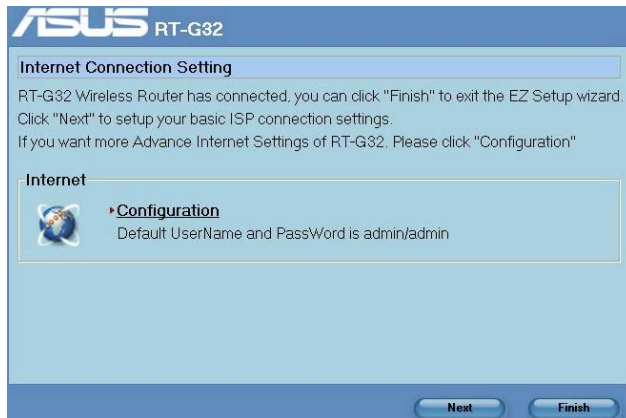 ASUS RT-G32
Internet Connection Setting
RT-G32 Wireless Router has connected, you can click "Finish" to exit the EZ Setup wizard.
Click "Next" to setup your basic ISP connection settings.
If you want more Advance Internet Settings of RT-G32. Please click "Configuration"
Internet
Configuration
Default UserName and PassWord is admin/admin
Next Finish